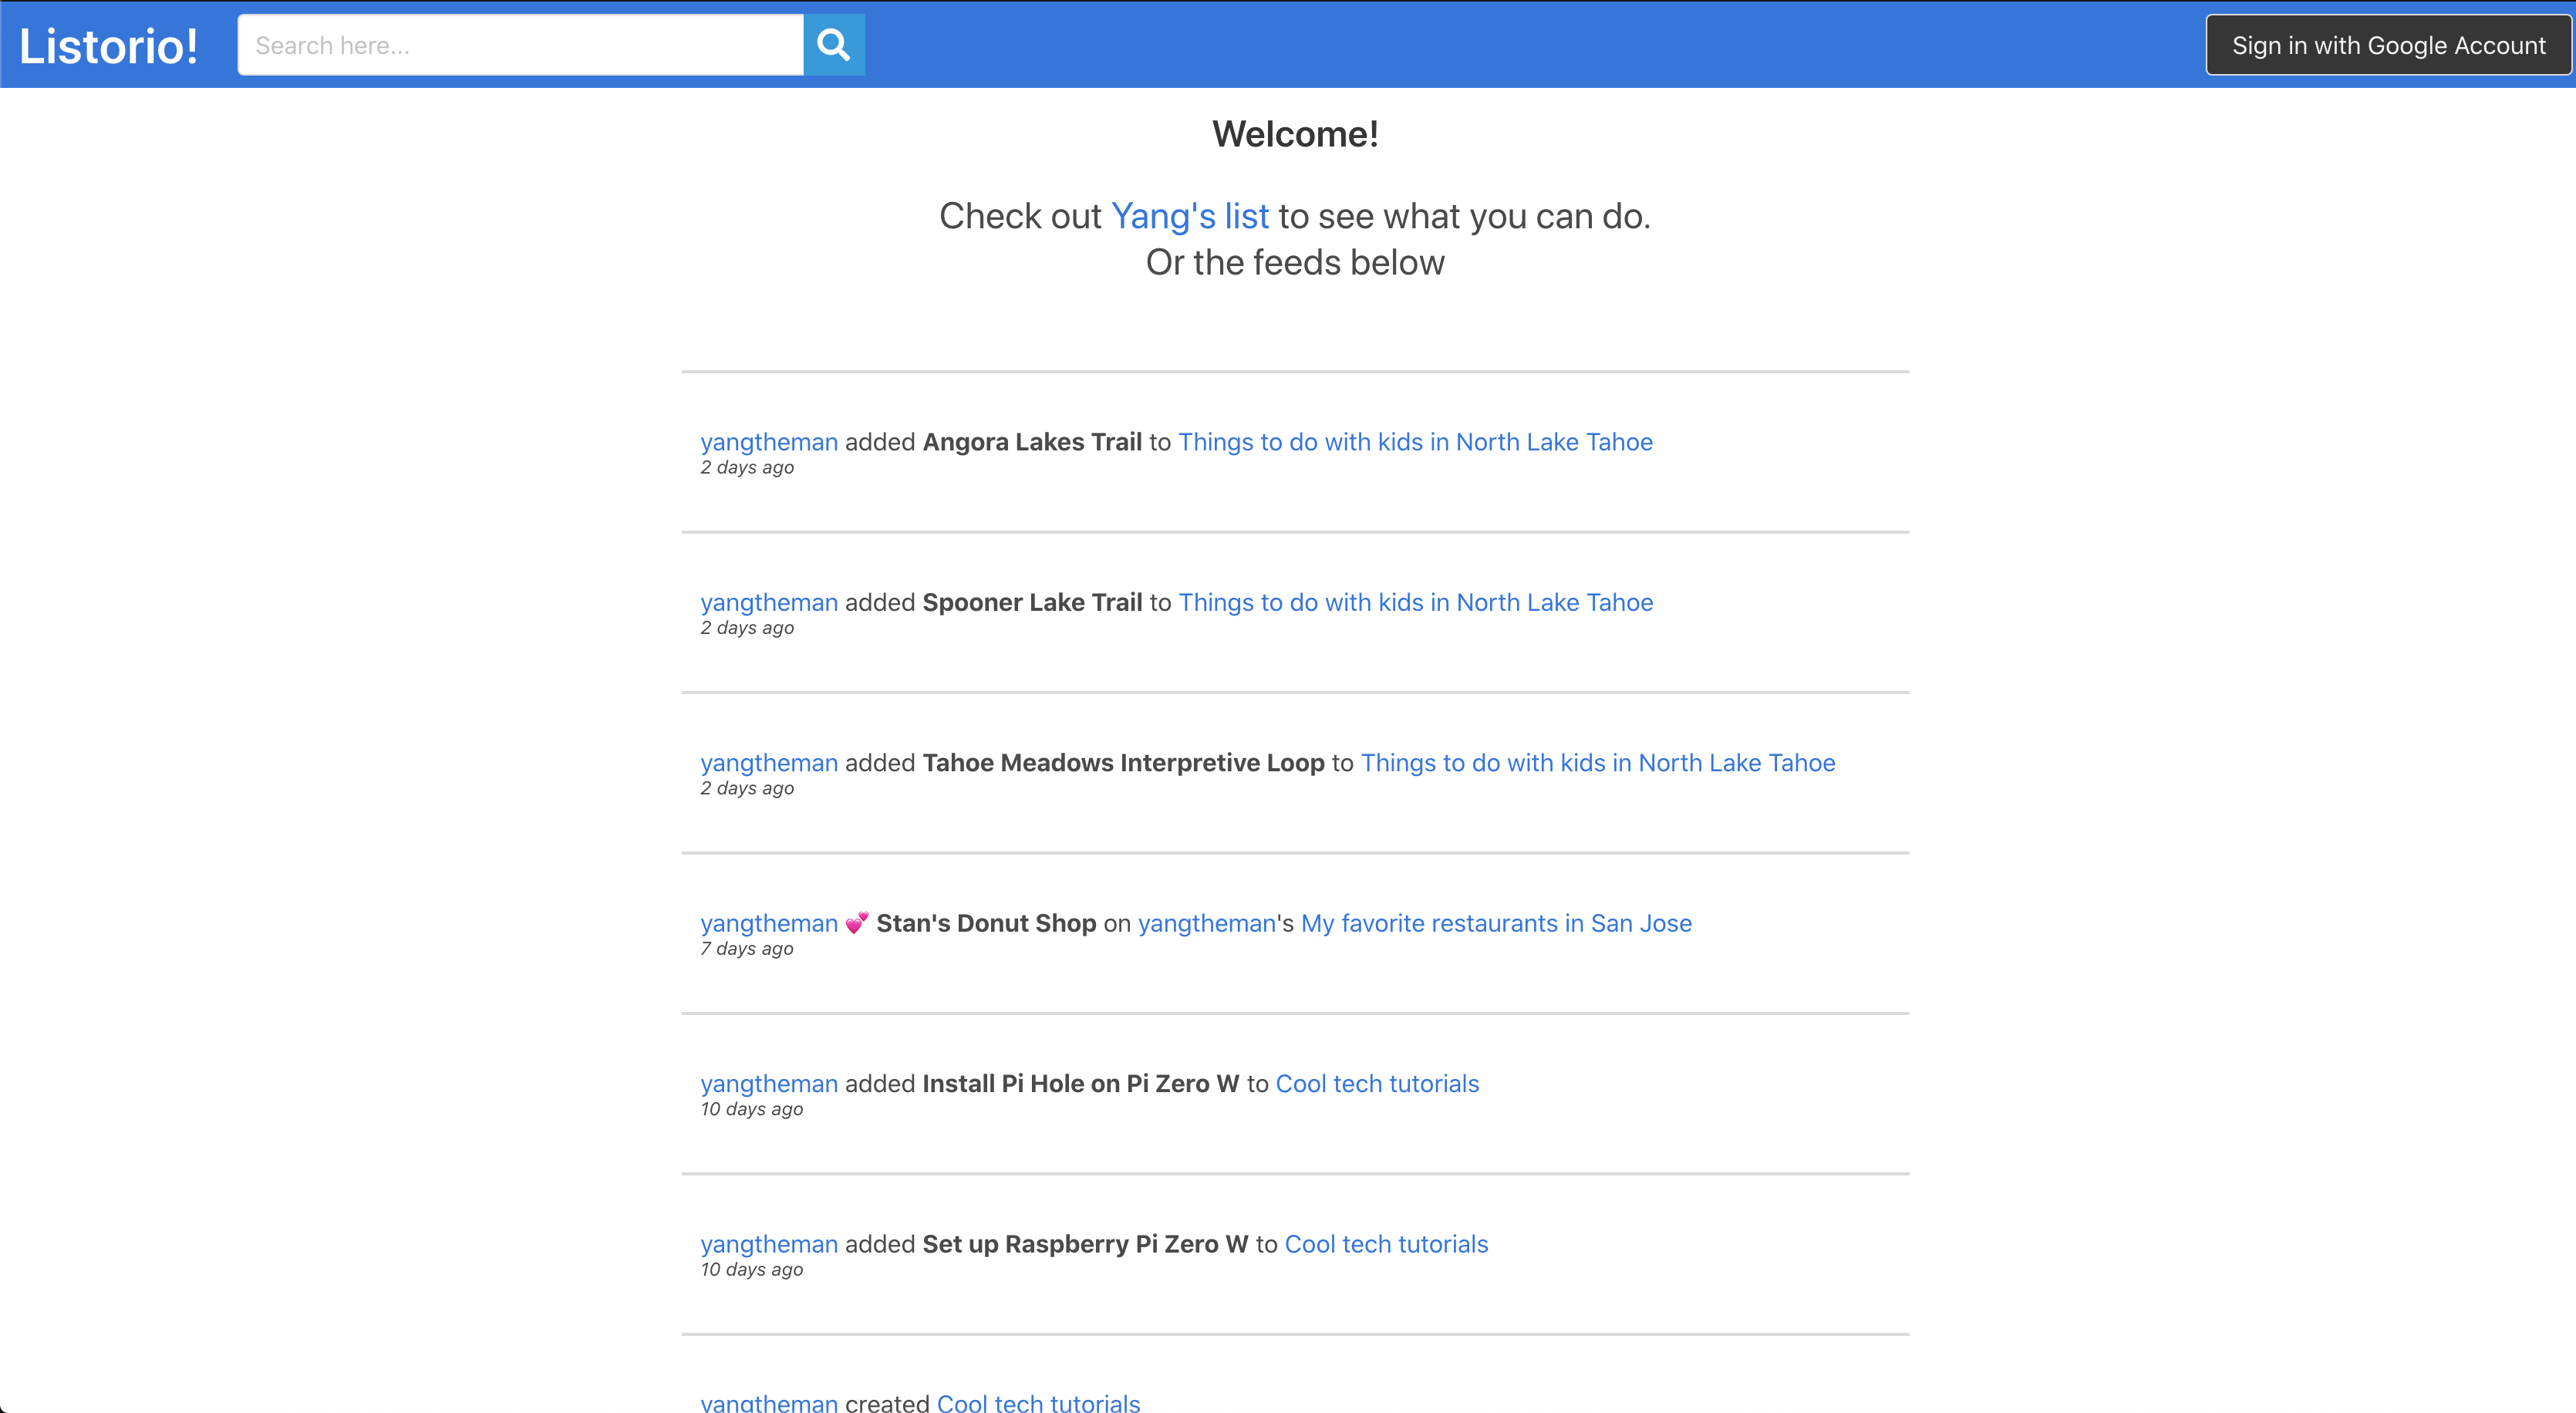 Listorio!
Search here...
Sign in with Google Account
Welcome!
Check out Yang's list to see what you can do.
Or the feeds below
yangtheman added Angora Lakes Trail to Things to do with kids in North Lake Tahoe
2 days ago
yangtheman added Spooner Lake Trail to Things to do with kids in North Lake Tahoe
2 days ago
yangtheman added Tahoe Meadows Interpretive Loop to Things to do with kids in North Lake Tahoe
2 days ago
yangtheman 💕 Stan's Donut Shop on yangtheman's My favorite restaurants in San Jose
7 days ago
yangtheman added Install Pi Hole on Pi Zero W to Cool tech tutorials
10 days ago
yangtheman added Set up Raspberry Pi Zero W to Cool tech tutorials
10 days ago
yangtheman created Cool tech tutorials